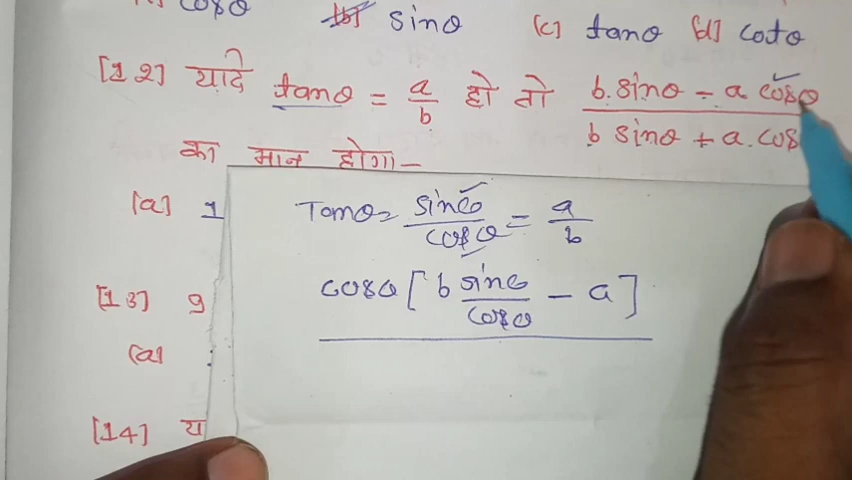 cosθ (b) sinθ (c) tanθ (d) cotθ
[12] यदि tanθ = a/b हो तो (b.sinθ - a cosθ)/(b sinθ + a.cos
का मान होगा-
[a] 1
Tanθ = sinθ/cosθ = a/b
cosθ [b sinθ/cosθ - a]
[13] 9
(a)
[14] य